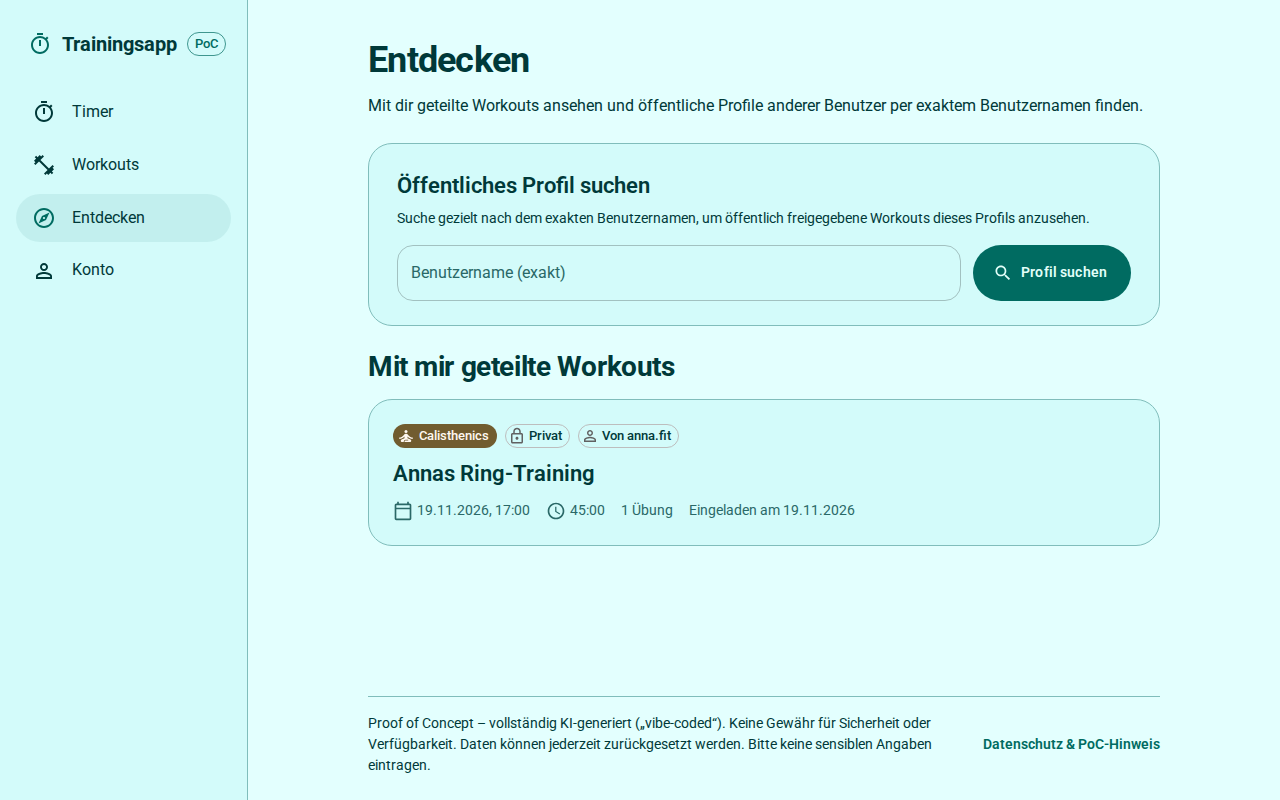 Trainingsapp PoC
Timer
Workouts
Entdecken
Konto
Entdecken
Mit dir geteilte Workouts ansehen und öffentliche Profile anderer Benutzer per exaktem Benutzernamen finden.
Öffentliches Profil suchen
Suche gezielt nach dem exakten Benutzernamen, um öffentlich freigegebene Workouts dieses Profils anzusehen.
Benutzername (exakt) Profil suchen
Mit mir geteilte Workouts
Calisthenics Privat Von anna.fit
Annas Ring-Training
19.11.2026, 17:00 45:00 1 Übung Eingeladen am 19.11.2026
Proof of Concept – vollständig KI-generiert („vibe-coded“). Keine Gewähr für Sicherheit oder
Verfügbarkeit. Daten können jederzeit zurückgesetzt werden. Bitte keine sensiblen Angaben
eintragen.
Datenschutz & PoC-Hinweis